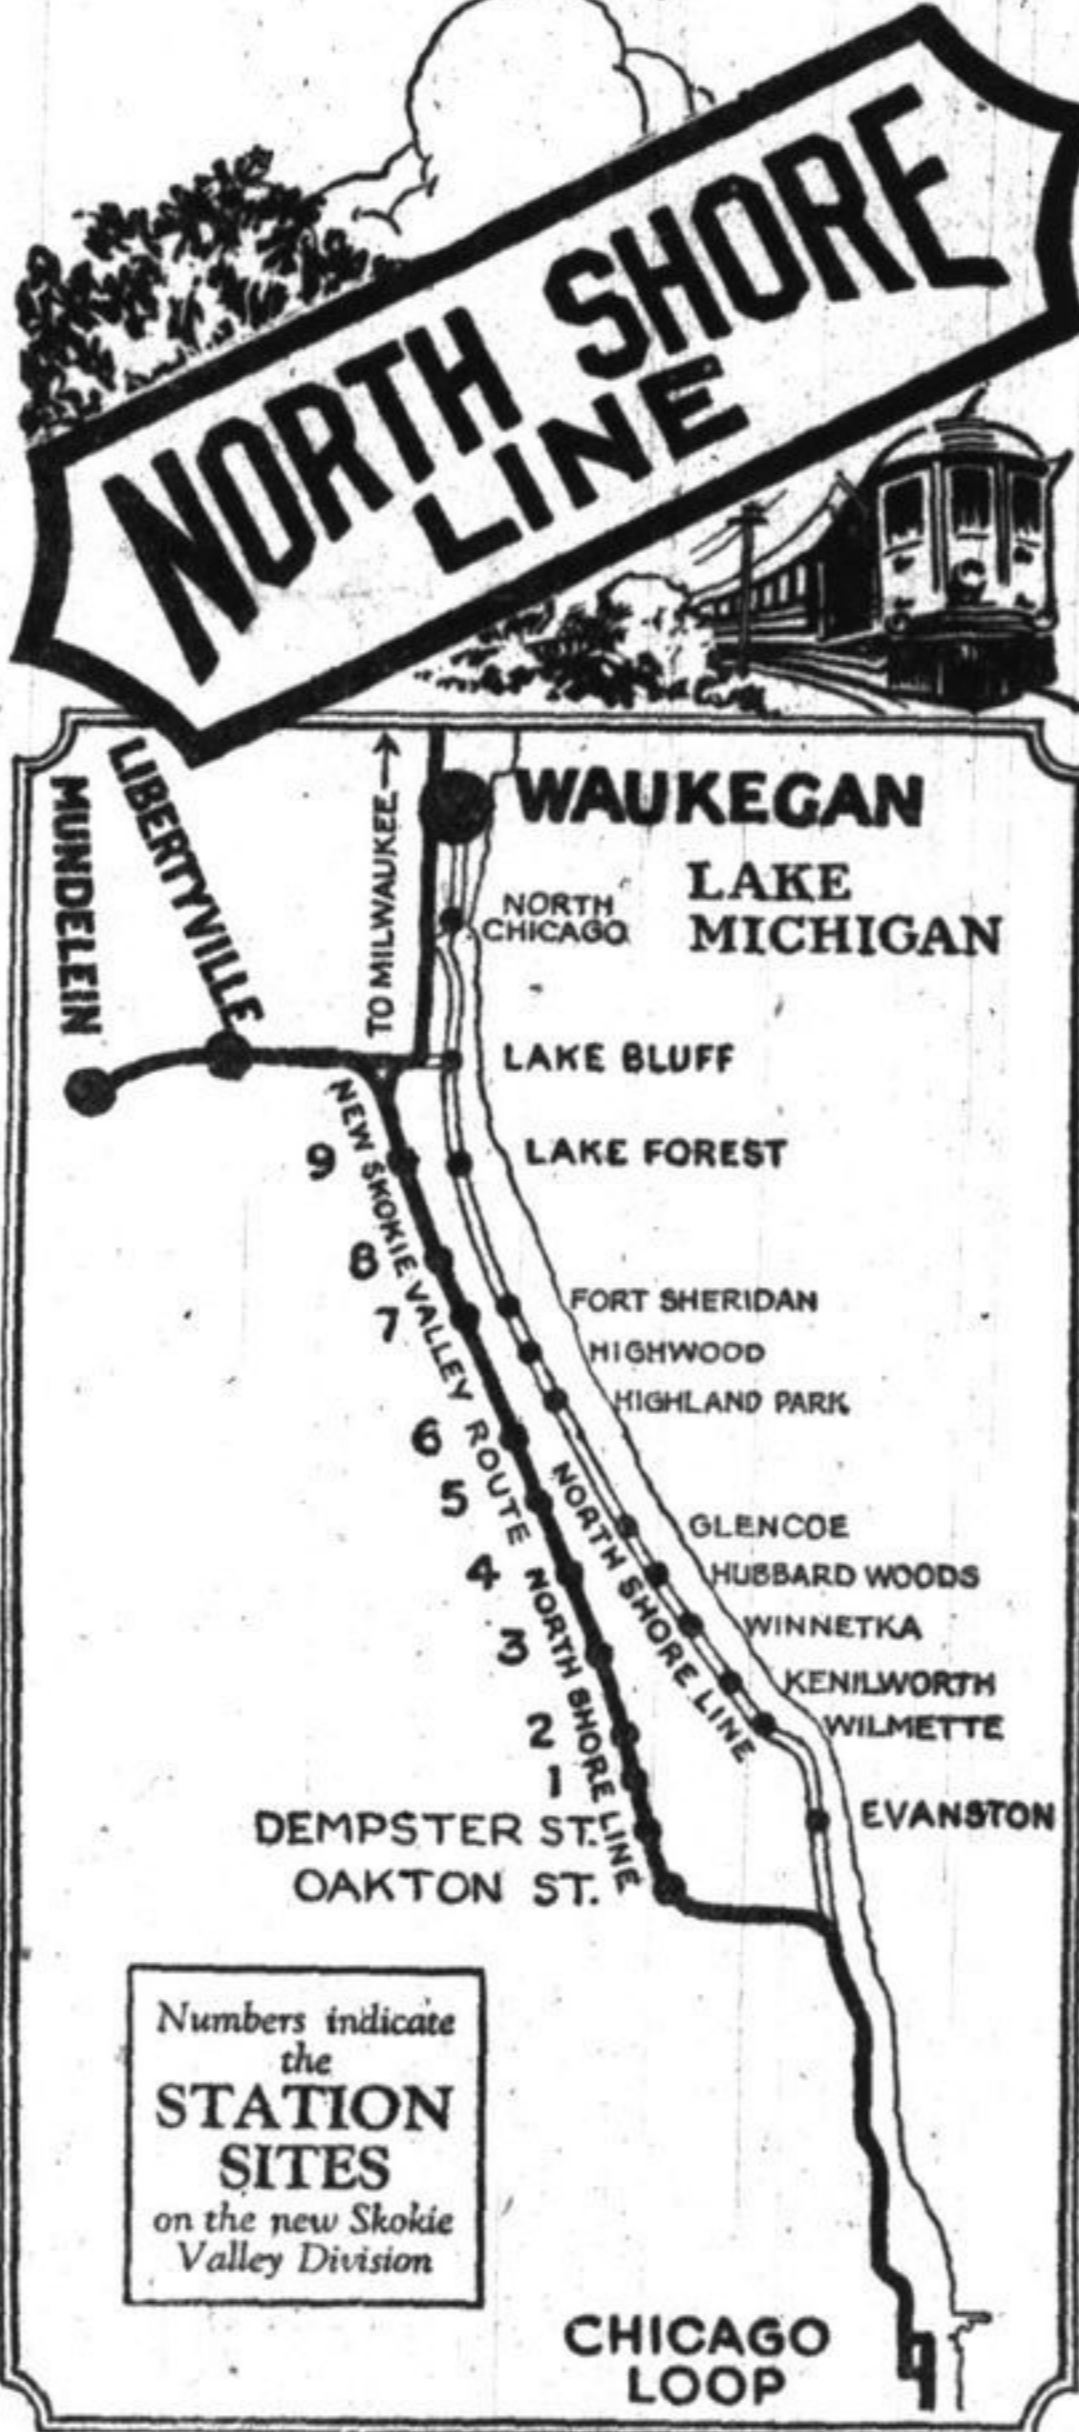 NORTH SHORE
LINE
MUNDELEIN
LIBERTYVILLE
TO MILWAUKEE
WAUKEGAN
LAKE
MICHIGAN
NORTH
CHICAGO
LAKE BLUFF
LAKE FOREST
FORT SHERIDAN
HIGHWOOD
HIGHLAND PARK
GLENCOE
HUBBARD WOODS
WINNETKA
KENILWORTH
WILMETTE
EVANSTON
NEW SKOKIE VALLEY ROUTE NORTH SHORE LINE
NORTH SHORE LINE
9
8
7
6
5
4
3
2
1
DEMPSTER ST.
OAKTON ST.
Numbers indicate
the
STATION
SITES
on the new Skokie
Valley Division
CHICAGO
LOOP